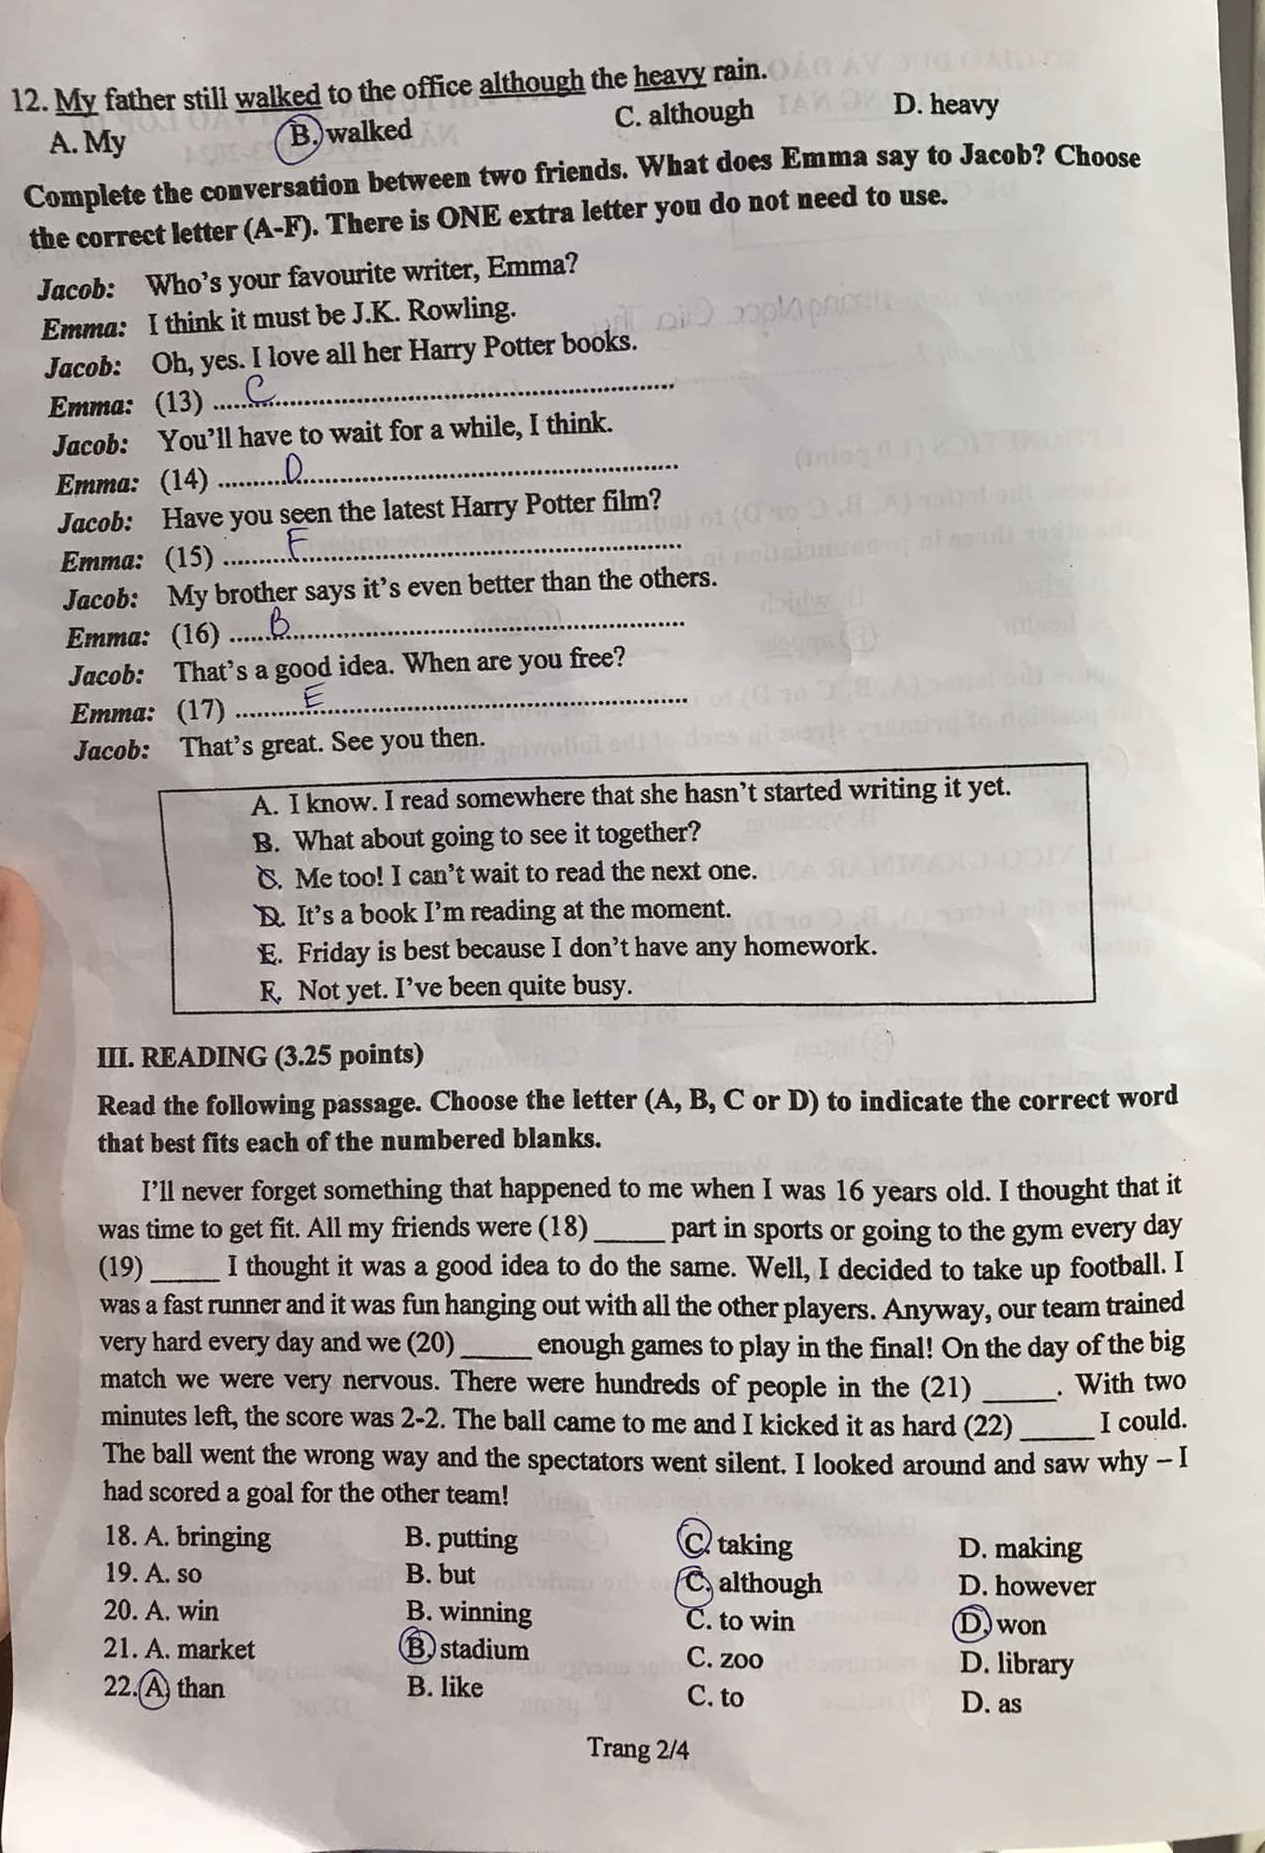 12. My father still walked to the office although the heavy rain.
A. My B. walked C. although D. heavy
Complete the conversation between two friends. What does Emma say to Jacob? Choose
the correct letter (A-F). There is ONE extra letter you do not need to use.
Jacob: Who's your favourite writer, Emma?
Emma: I think it must be J.K. Rowling.
Jacob: Oh, yes. I love all her Harry Potter books.
Emma: (13) ......C..................................................
Jacob: You'll have to wait for a while, I think.
Emma: (14) ..........D..................................................
Jacob: Have you seen the latest Harry Potter film?
Emma: (15) ..........F..................................................
Jacob: My brother says it's even better than the others.
Emma: (16) ......B..................................................
Jacob: That's a good idea. When are you free?
Emma: (17) ..........E..................................................
Jacob: That's great. See you then.
A. I know. I read somewhere that she hasn't started writing it yet.
B. What about going to see it together?
C. Me too! I can't wait to read the next one.
D. It's a book I'm reading at the moment.
E. Friday is best because I don't have any homework.
F. Not yet. I've been quite busy.
III. READING (3.25 points)
Read the following passage. Choose the letter (A, B, C or D) to indicate the correct word
that best fits each of the numbered blanks.
I'll never forget something that happened to me when I was 16 years old. I thought that it
was time to get fit. All my friends were (18) _____ part in sports or going to the gym every day
(19) _____ I thought it was a good idea to do the same. Well, I decided to take up football. I
was a fast runner and it was fun hanging out with all the other players. Anyway, our team trained
very hard every day and we (20) _____ enough games to play in the final! On the day of the big
match we were very nervous. There were hundreds of people in the (21) _____. With two
minutes left, the score was 2-2. The ball came to me and I kicked it as hard (22) _____ I could.
The ball went the wrong way and the spectators went silent. I looked around and saw why – I
had scored a goal for the other team!
18. A. bringing B. putting C. taking D. making
19. A. so B. but C. although D. however
20. A. win B. winning C. to win D. won
21. A. market B. stadium C. zoo D. library
22. A. than B. like C. to D. as
Trang 2/4